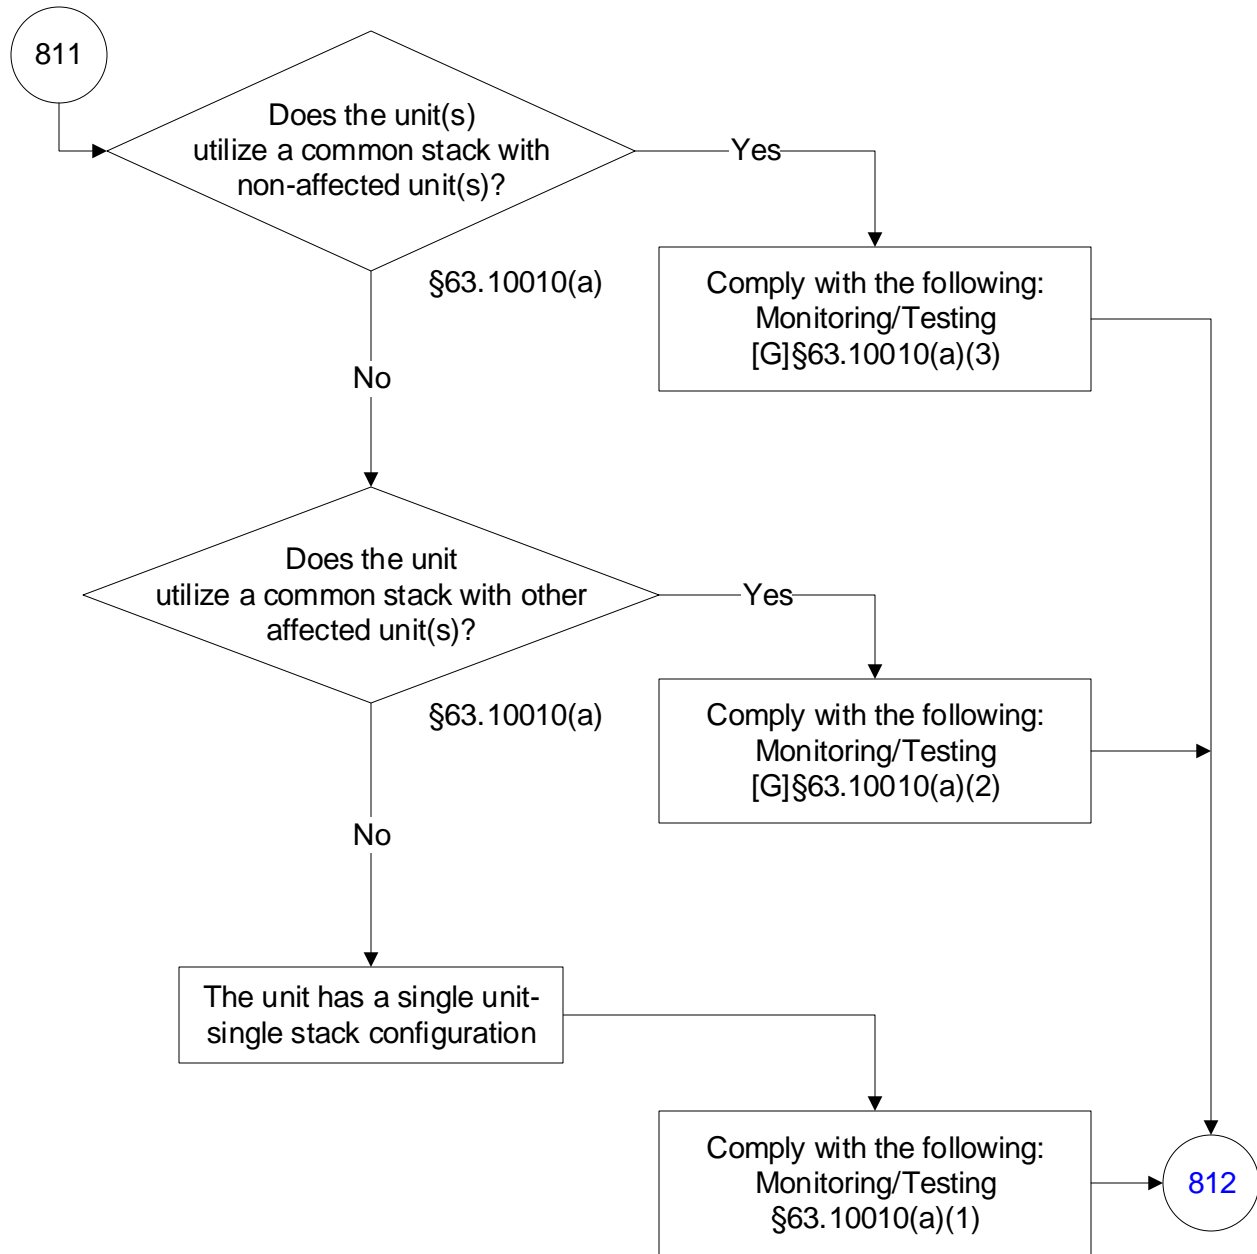 811
Does the unit(s)
utilize a common stack with
non-affected unit(s)?
Yes
§63.10010(a)
Comply with the following:
Monitoring/Testing
[G]§63.10010(a)(3)
No
Does the unit
utilize a common stack with other
affected unit(s)?
Yes
§63.10010(a)
Comply with the following:
Monitoring/Testing
[G]§63.10010(a)(2)
No
The unit has a single unit-
single stack configuration
Comply with the following:
Monitoring/Testing
§63.10010(a)(1)
812